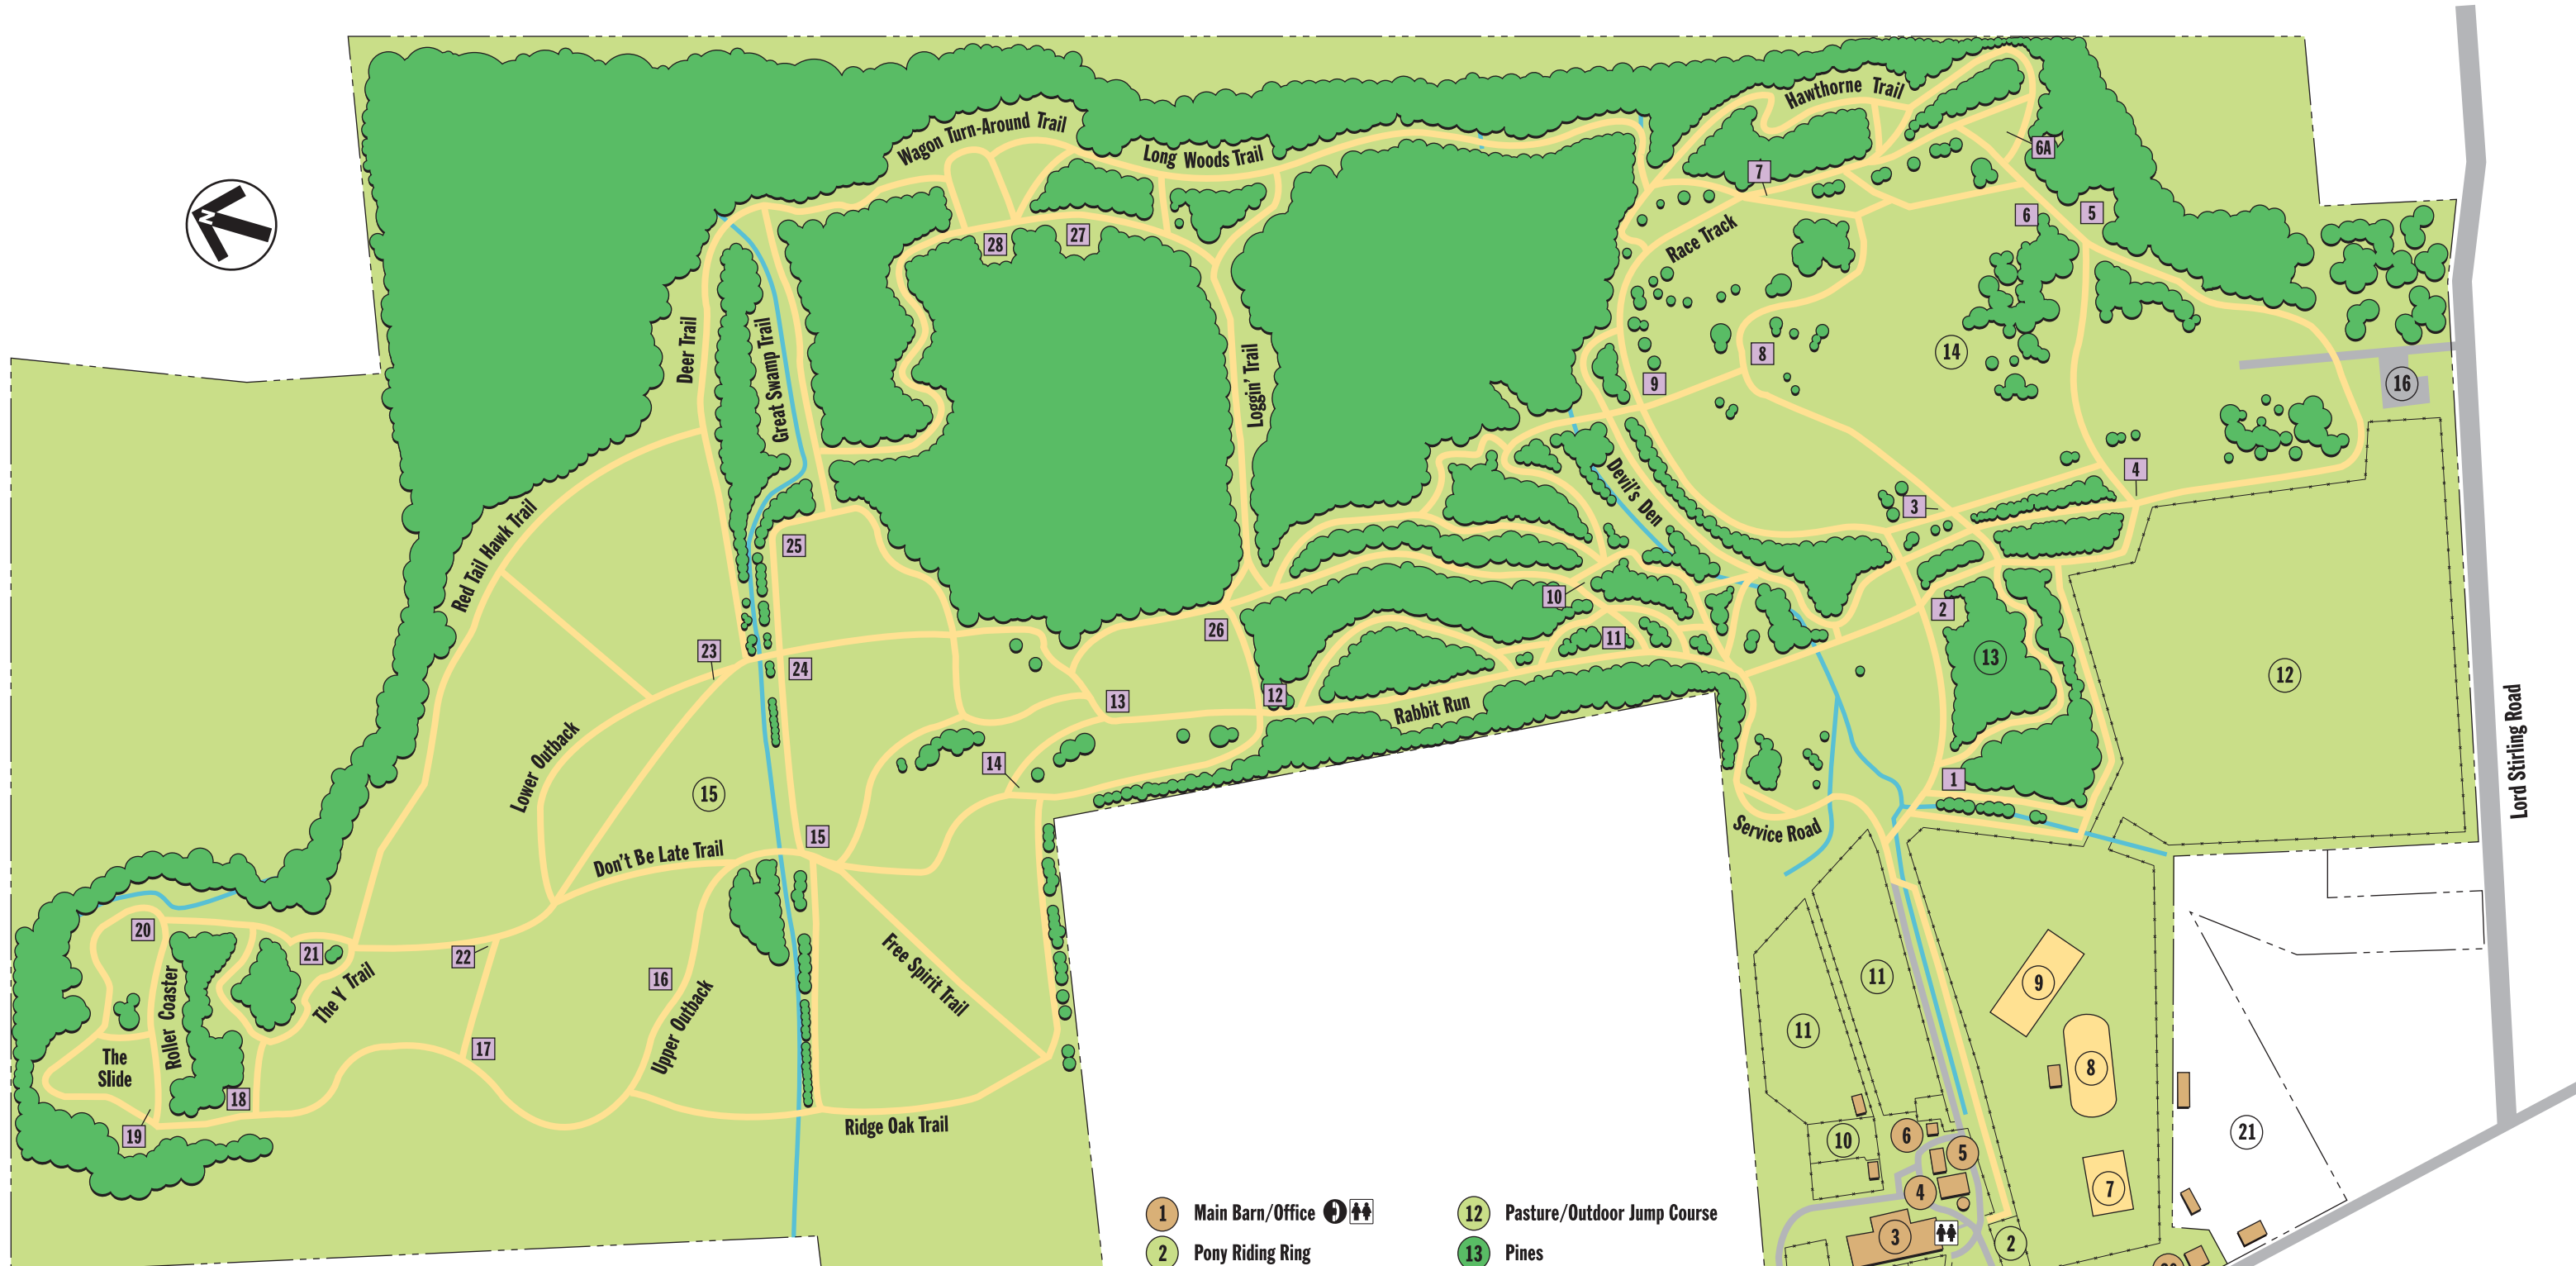 Hawthorne Trail
Wagon Turn-Around Trail
Long Woods Trail
6A
7
N
6
5
Race Track
28
27
Deer Trail
Great Swamp Trail
Loggin' Trail
8
14
9
16
4
Devil's Den
3
Red Tail Hawk Trail
25
10
2
26
11
23
24
13
12
12
13
Rabbit Run
Lower Outback
14
1
15
Lord Stirling Road
15
Service Road
Don't Be Late Trail
20
21
22
16
Free Spirit Trail
The Y Trail
Roller Coaster
Upper Outback
11
9
11
17
The
Slide
8
18
19
Ridge Oak Trail
10
6
5
21
4
7
3
2
1 Main Barn/Office
2 Pony Riding Ring
12 Pasture/Outdoor Jump Course
13 Pines